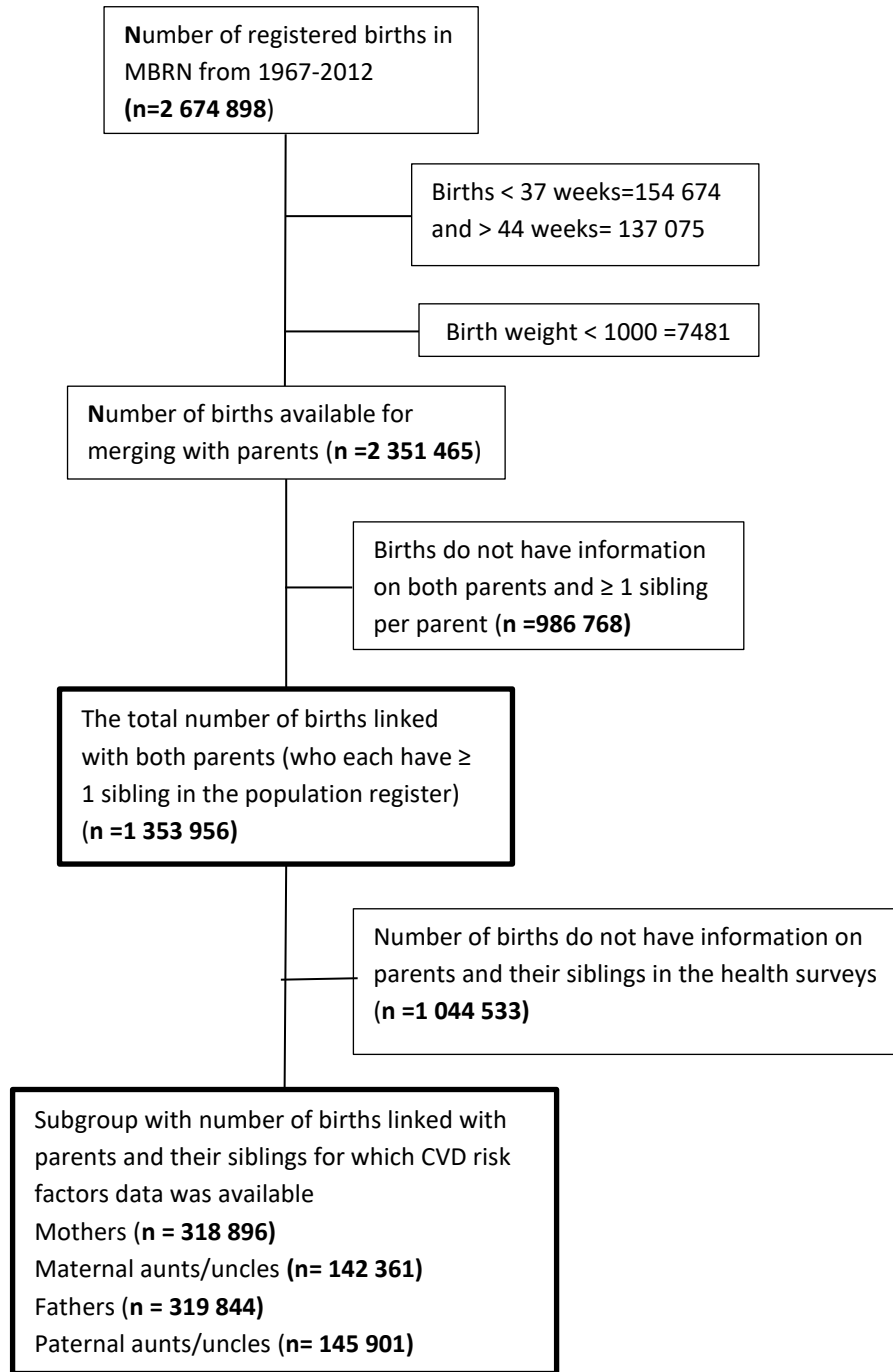 Number of registered births in
MBRN from 1967-2012
(n=2 674 898)
Births < 37 weeks=154 674
and > 44 weeks= 137 075
Birth weight < 1000 =7481
Number of births available for
merging with parents (n =2 351 465)
Births do not have information
on both parents and ≥ 1 sibling
per parent (n =986 768)
The total number of births linked
with both parents (who each have ≥
1 sibling in the population register)
(n =1 353 956)
Number of births do not have information on
parents and their siblings in the health surveys
(n =1 044 533)
Subgroup with number of births linked with
parents and their siblings for which CVD risk
factors data was available
Mothers (n = 318 896)
Maternal aunts/uncles (n= 142 361)
Fathers (n = 319 844)
Paternal aunts/uncles (n= 145 901)